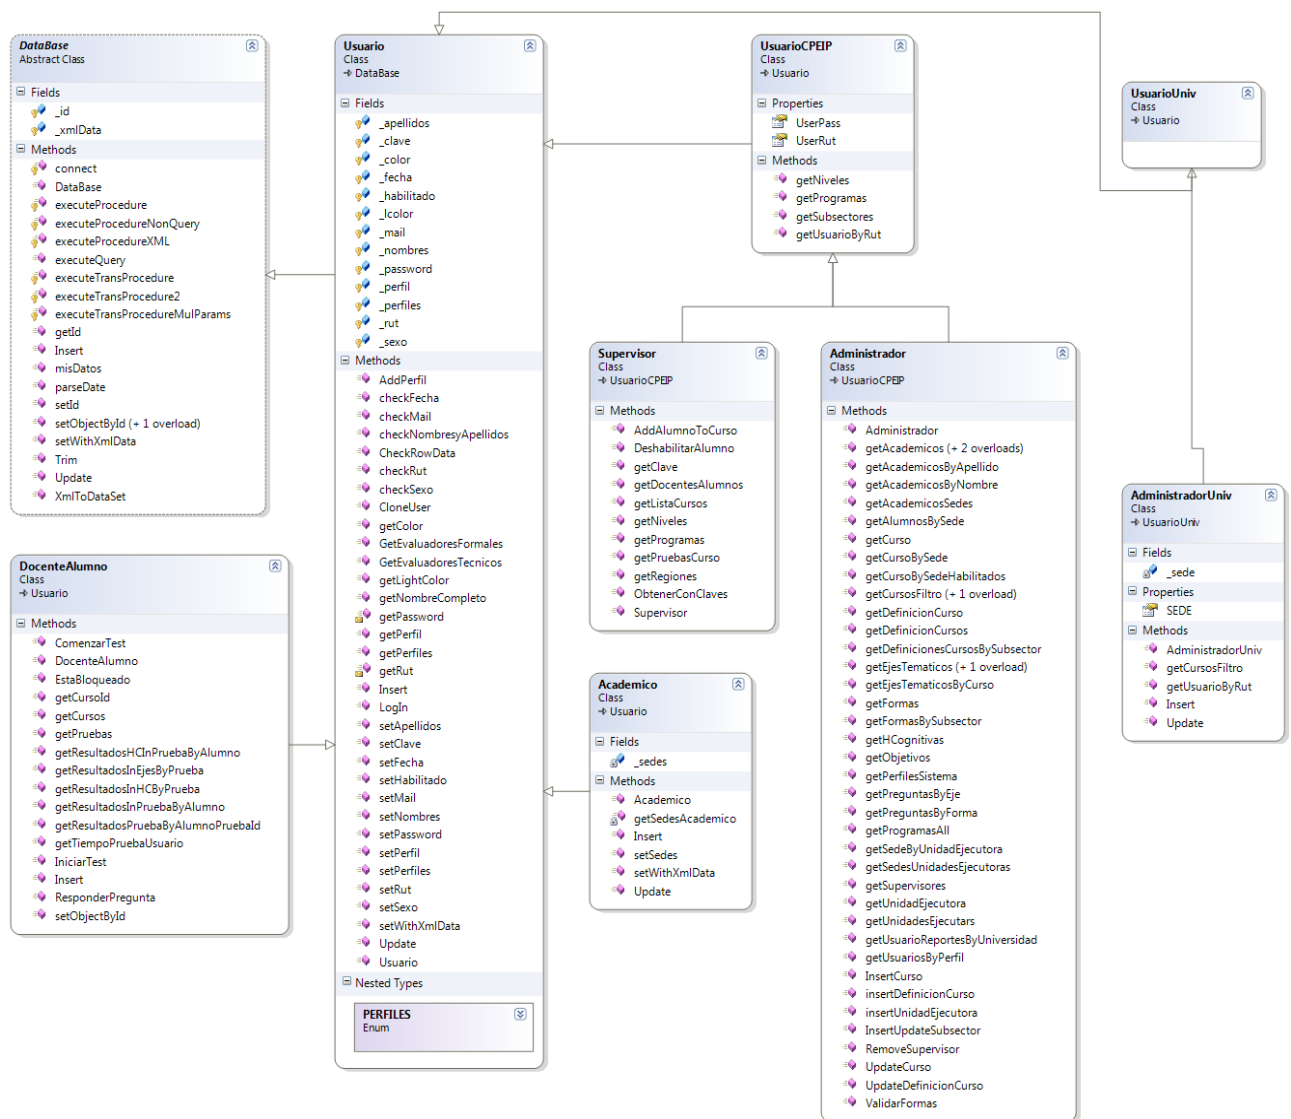 DataBase
Abstract Class
Fields
_id
_xmlData
Methods
connect
DataBase
executeProcedure
executeProcedureNonQuery
executeProcedureXML
executeQuery
executeTransProcedure
executeTransProcedure2
executeTransProcedureMulParams
getId
Insert
misDatos
parseDate
setId
setObjectById (+ 1 overload)
setWithXmlData
Trim
Update
XmlToDataSet
DocenteAlumno
Class
Usuario
Methods
ComenzarTest
DocenteAlumno
EstaBloqueado
getCursoId
getCursos
getPruebas
getResultadosHCInPruebaByAlumno
getResultadosInEjesByPrueba
getResultadosInHCByPrueba
getResultadosInPruebaByAlumno
getResultadosPruebaByAlumnoPruebaId
getTiempoPruebaUsuario
IniciarTest
Insert
ResponderPregunta
setObjectById
Usuario
Class
DataBase
Fields
_apellidos
_clave
_color
_fecha
_habilitado
_lcolor
_mail
_nombres
_password
_perfil
_perfiles
_rut
_sexo
Methods
AddPerfil
checkFecha
checkMail
checkNombresyApellidos
CheckRowData
checkRut
checkSexo
CloneUser
getColor
GetEvaluadoresFormales
GetEvaluadoresTecnicos
getLightColor
getNombreCompleto
getPassword
getPerfil
getPerfiles
getRut
Insert
LogIn
setApellidos
setClave
setFecha
setHabilitado
setMail
setNombres
setPassword
setPerfil
setPerfiles
setRut
setSexo
setWithXmlData
Update
Usuario
Nested Types
PERFILES
Enum
UsuarioCPEIP
Class
Usuario
Properties
UserPass
UserRut
Methods
getNiveles
getProgramas
getSubsectores
getUsuarioByRut
Supervisor
Class
UsuarioCPEIP
Methods
AddAlumnoToCurso
DeshabilitarAlumno
getClave
getDocentesAlumnos
getListaCursos
getNiveles
getProgramas
getPruebasCurso
getRegiones
ObtenerConClaves
Supervisor
Academico
Class
Usuario
Fields
_sedes
Methods
Academico
getSedesAcademico
Insert
setSedes
setWithXmlData
Update
Administrador
Class
UsuarioCPEIP
Methods
Administrador
getAcademicos (+ 2 overloads)
getAcademicosByApellido
getAcademicosByNombre
getAcademicosSedes
getAlumnosBySede
getCurso
getCursoBySede
getCursoBySedeHabilitados
getCursosFiltro (+ 1 overload)
getDefinicionCurso
getDefinicionCursos
getDefinicionesCursosBySubsector
getEjesTematicos (+ 1 overload)
getEjesTematicosByCurso
getFormas
getFormasBySubsector
getHCognitivas
getObjetivos
getPerfilesSistema
getPreguntasByEje
getPreguntasByForma
getProgramasAll
getSedeByUnidadEjecutora
getSedesUnidadesEjecutoras
getSupervisores
getUnidadEjecutora
getUnidadesEjecutars
getUsuarioReportesByUniversidad
getUsuariosByPerfil
InsertCurso
insertDefinicionCurso
insertUnidadEjecutora
InsertUpdateSubsector
RemoveSupervisor
UpdateCurso
UpdateDefinicionCurso
ValidarFormas
UsuarioUniv
Class
Usuario
AdministradorUniv
Class
UsuarioUniv
Fields
_sede
Properties
SEDE
Methods
AdministradorUniv
getCursosFiltro
getUsuarioByRut
Insert
Update